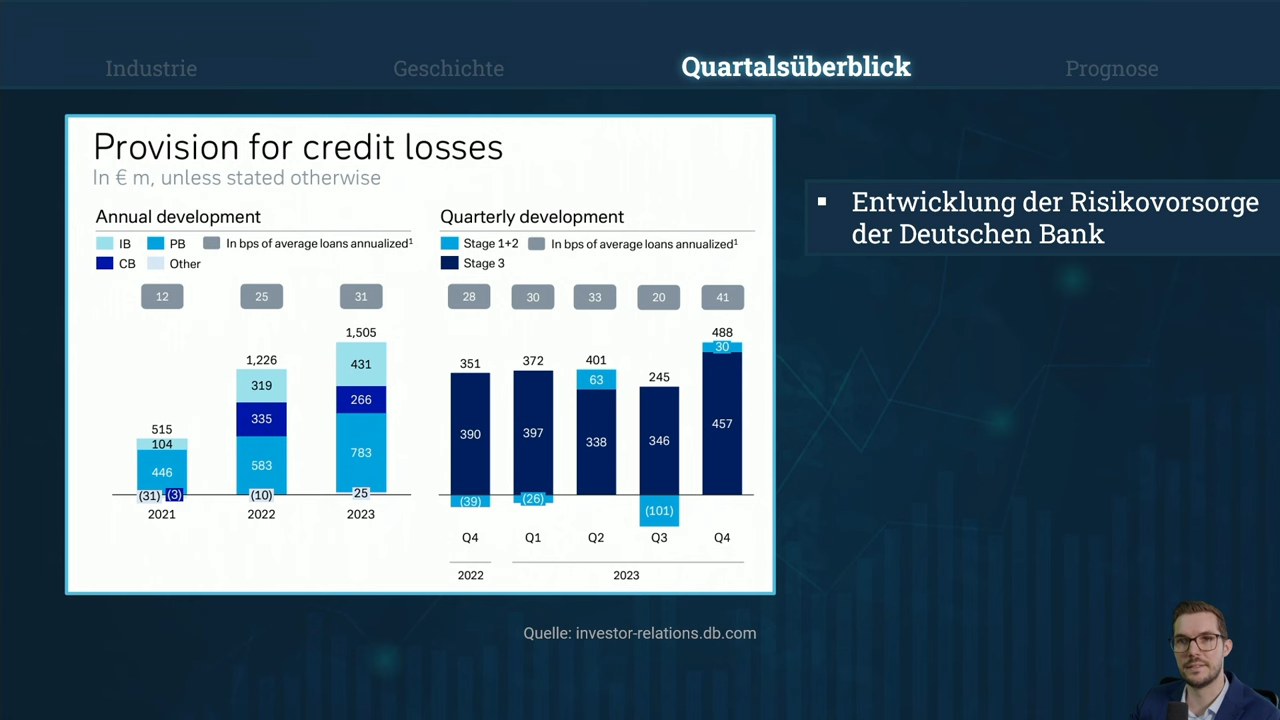 Industrie Geschichte Quartalsüberblick Prognose
Provision for credit losses
In € m, unless stated otherwise
Annual development
IB PB In bps of average loans annualized¹
CB Other
12 25 31
1,505
1,226
431
319
515
266
335
104
783
583
446
(31) (3) (10) 25
2021 2022 2023
Quarterly development
Stage 1+2 In bps of average loans annualized¹
Stage 3
28 30 33 20 41
488
30
351 372 401 245
63
390 397 338 346 457
(39) (26) (101)
Q4 Q1 Q2 Q3 Q4
2022 2023
▪ Entwicklung der Risikovorsorge
der Deutschen Bank
Quelle: investor-relations.db.com